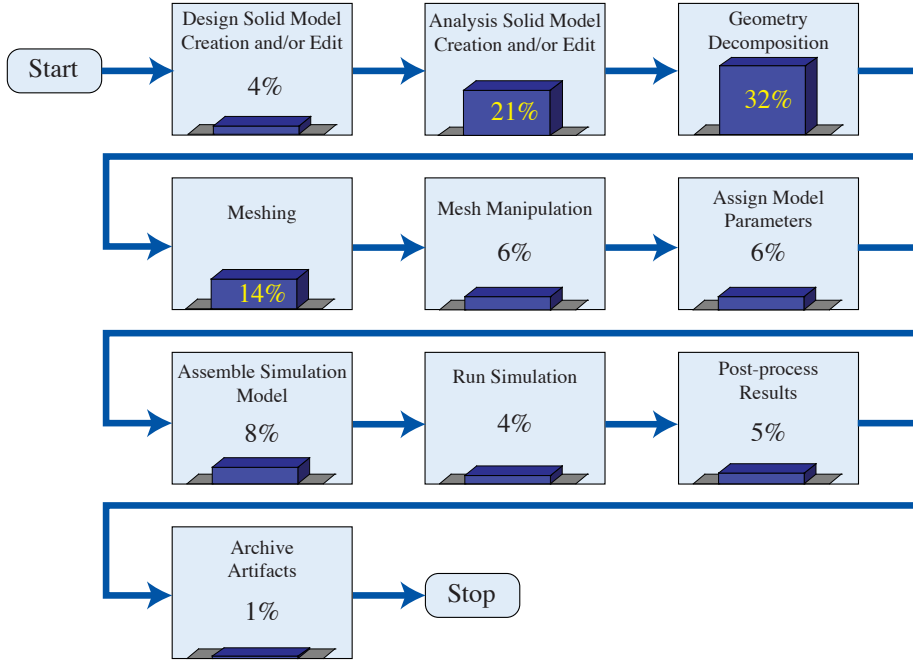 Start
Design Solid Model
Creation and/or Edit
4%
Analysis Solid Model
Creation and/or Edit
21%
Geometry
Decomposition
32%
Meshing
14%
Mesh Manipulation
6%
Assign Model
Parameters
6%
Assemble Simulation
Model
8%
Run Simulation
4%
Post-process
Results
5%
Archive
Artifacts
1%
Stop